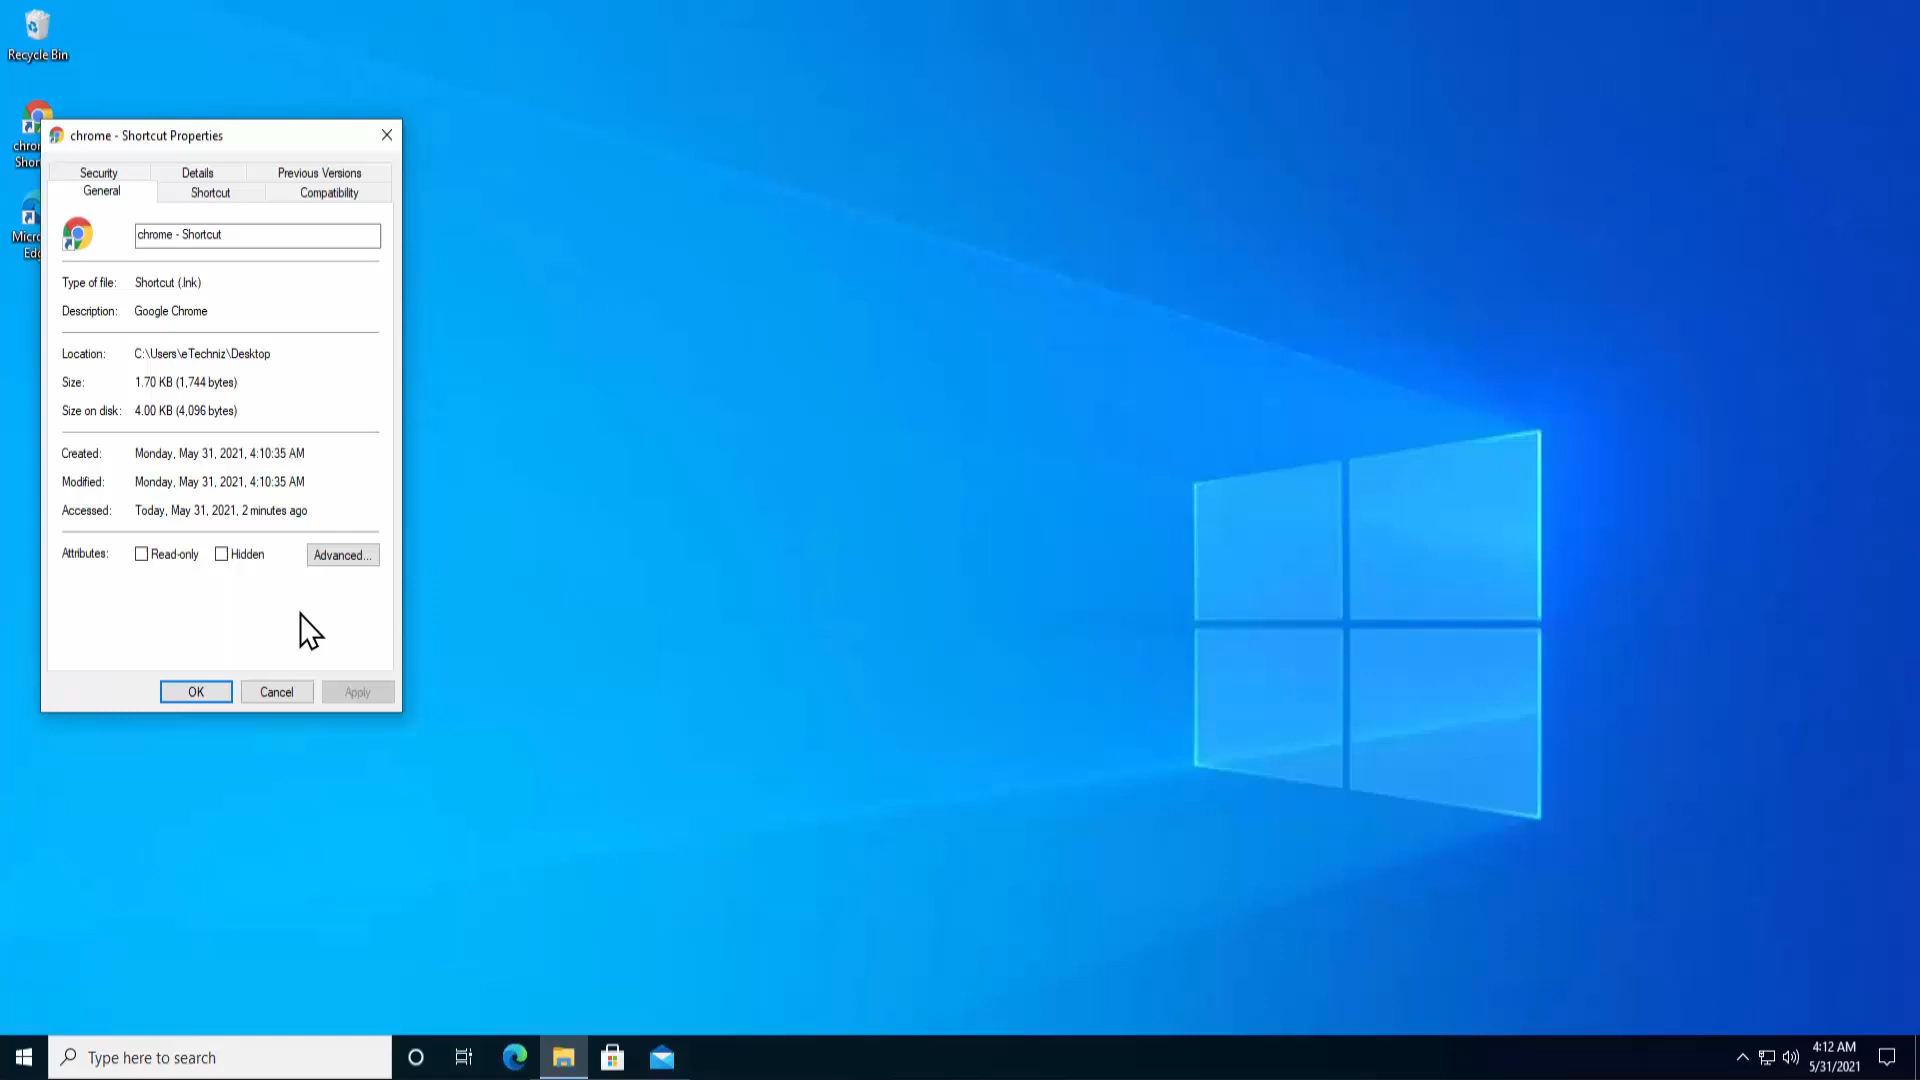 Recycle Bin
chrome - Shortcut Properties
Security Details Previous Versions
General Shortcut Compatibility
chrome - Shortcut
Type of file: Shortcut (.lnk)
Description: Google Chrome
Location: C:\Users\eTechniz\Desktop
Size: 1.70 KB (1,744 bytes)
Size on disk: 4.00 KB (4,096 bytes)
Created: Monday, May 31, 2021, 4:10:35 AM
Modified: Monday, May 31, 2021, 4:10:35 AM
Accessed: Today, May 31, 2021, 2 minutes ago
Attributes: Read-only Hidden Advanced...
OK Cancel Apply
Type here to search
4:12 AM
5/31/2021